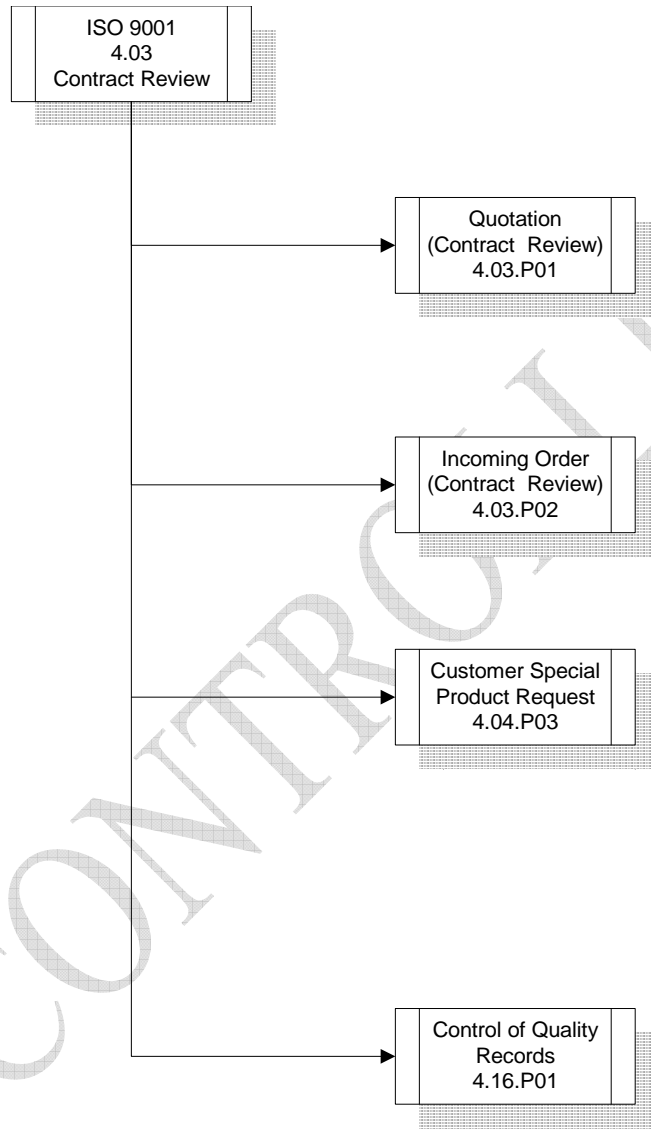 ISO 9001
4.03
Contract Review
Quotation
(Contract Review)
4.03.P01
Incoming Order
(Contract Review)
4.03.P02
Customer Special
Product Request
4.04.P03
Control of Quality
Records
4.16.P01
CONTROLL